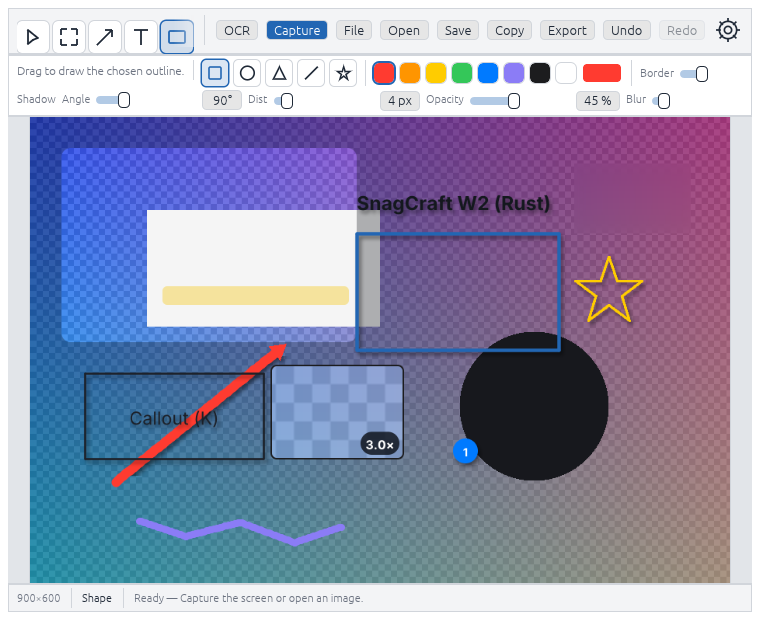 OCR Capture File Open Save Copy Export Undo Redo
Drag to draw the chosen outline. Border
Shadow Angle 90° Dist 4 px Opacity 45 % Blur
SnagCraft W2 (Rust)
Callout (K)
3.0×
1
900×600 Shape Ready — Capture the screen or open an image.